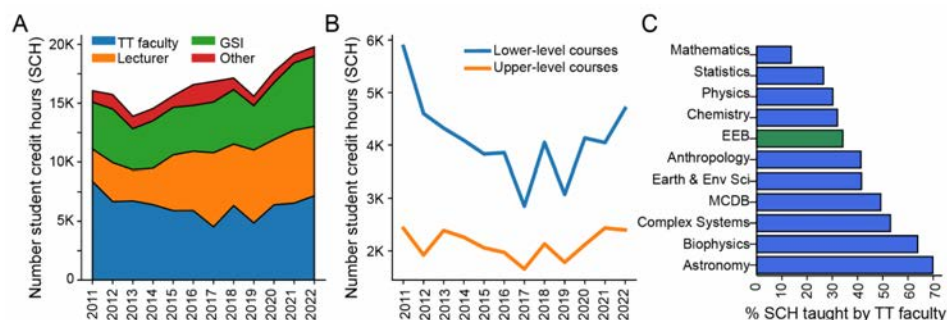 A
Number student credit hours (SCH)
20K
15K
10K
5K
0
TT faculty
GSI
Lecturer
Other
2011
2012
2013
2014
2015
2016
2017
2018
2019
2020
2021
2022
B
Number student credit hours (SCH)
6K
5K
4K
3K
2K
Lower-level courses
Upper-level courses
2011
2012
2013
2014
2015
2016
2017
2018
2019
2020
2021
2022
C
Mathematics
Statistics
Physics
Chemistry
EEB
Anthropology
Earth & Env Sci
MCDB
Complex Systems
Biophysics
Astronomy
0
10
20
30
40
50
60
70
% SCH taught by TT faculty